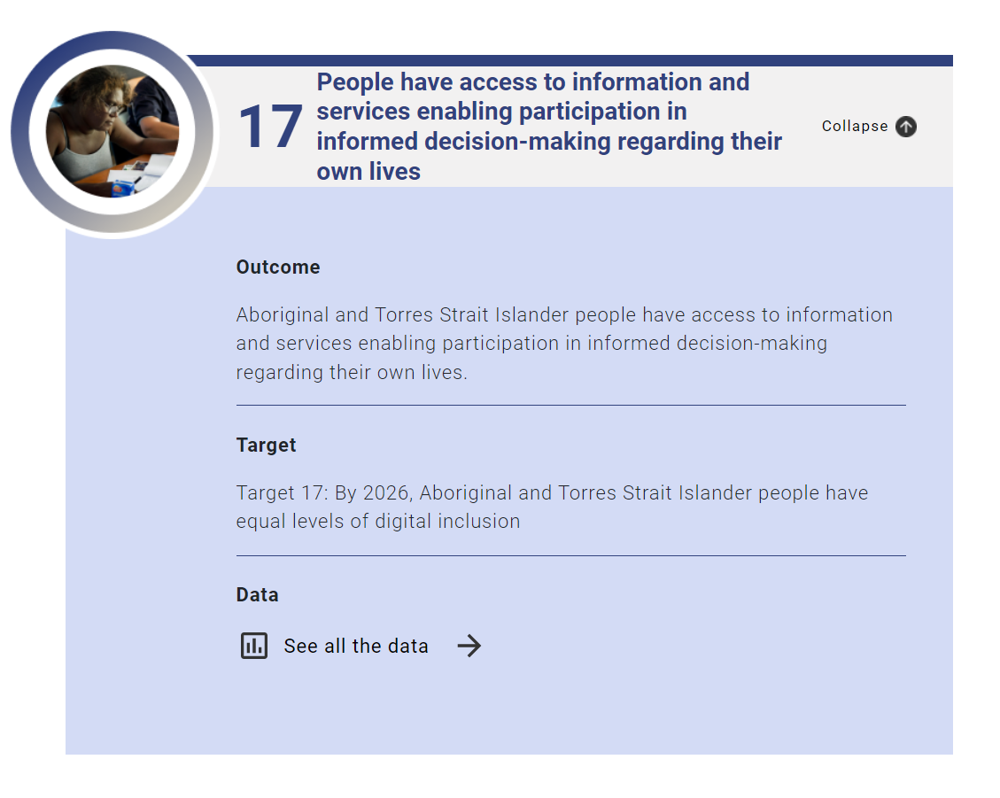 17
People have access to information and
services enabling participation in
informed decision-making regarding their
own lives
Collapse
Outcome
Aboriginal and Torres Strait Islander people have access to information
and services enabling participation in informed decision-making
regarding their own lives.
Target
Target 17: By 2026, Aboriginal and Torres Strait Islander people have
equal levels of digital inclusion
Data
See all the data